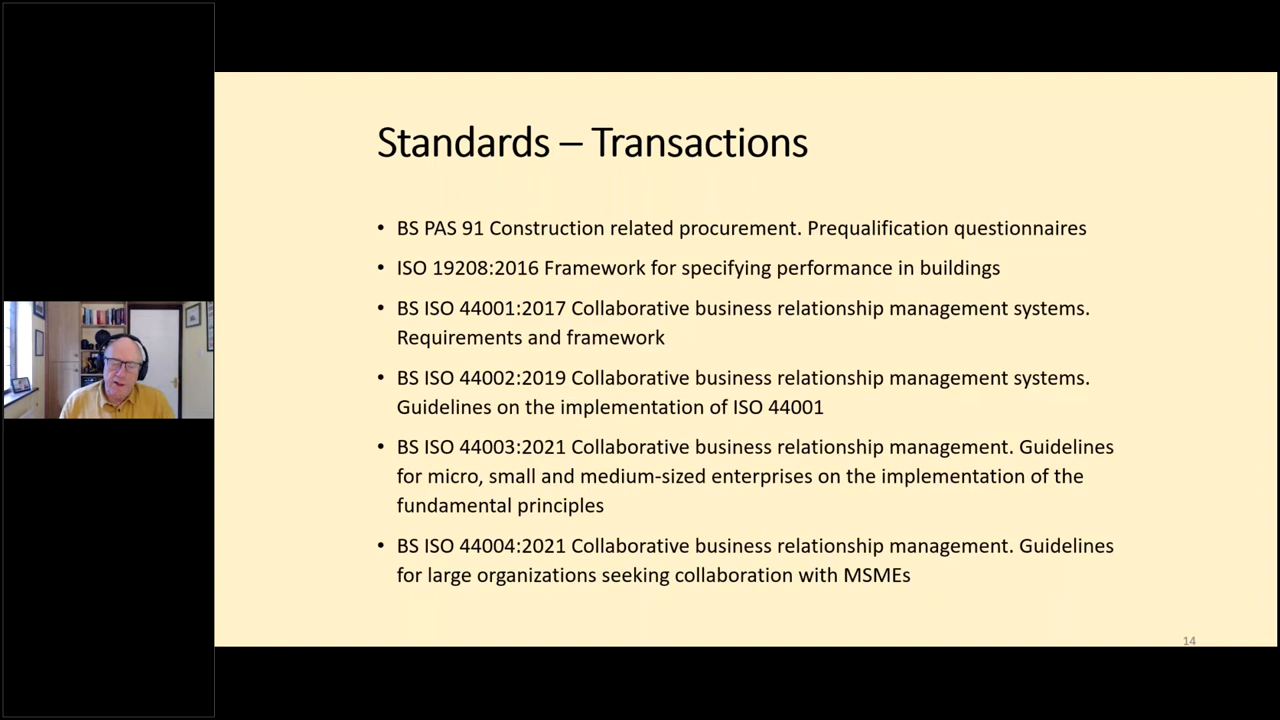 Standards – Transactions
• BS PAS 91 Construction related procurement. Prequalification questionnaires
• ISO 19208:2016 Framework for specifying performance in buildings
• BS ISO 44001:2017 Collaborative business relationship management systems.
Requirements and framework
• BS ISO 44002:2019 Collaborative business relationship management systems.
Guidelines on the implementation of ISO 44001
• BS ISO 44003:2021 Collaborative business relationship management. Guidelines
for micro, small and medium-sized enterprises on the implementation of the
fundamental principles
• BS ISO 44004:2021 Collaborative business relationship management. Guidelines
for large organizations seeking collaboration with MSMEs
14